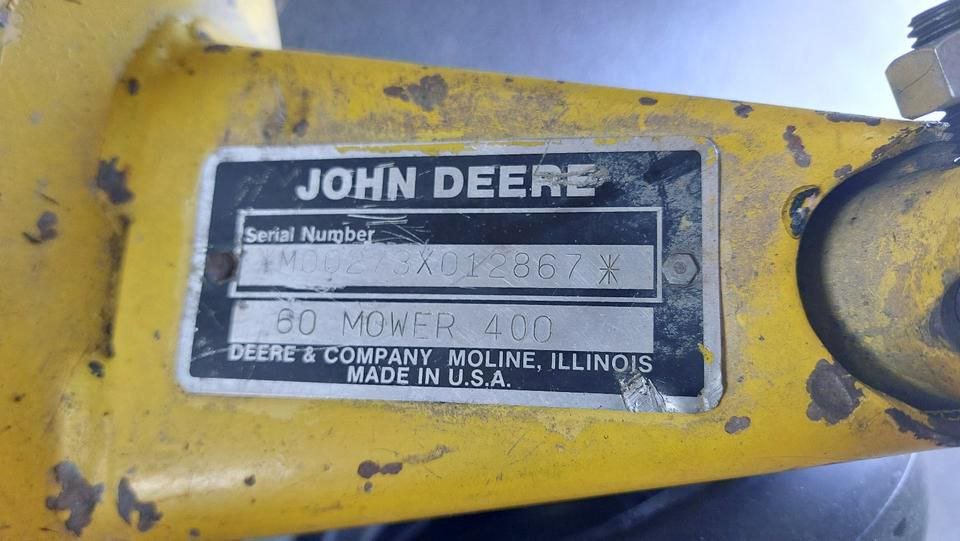 JOHN DEERE
Serial Number
*M00273X012867*
60 MOWER 400
DEERE & COMPANY MOLINE, ILLINOIS
MADE IN U.S.A.